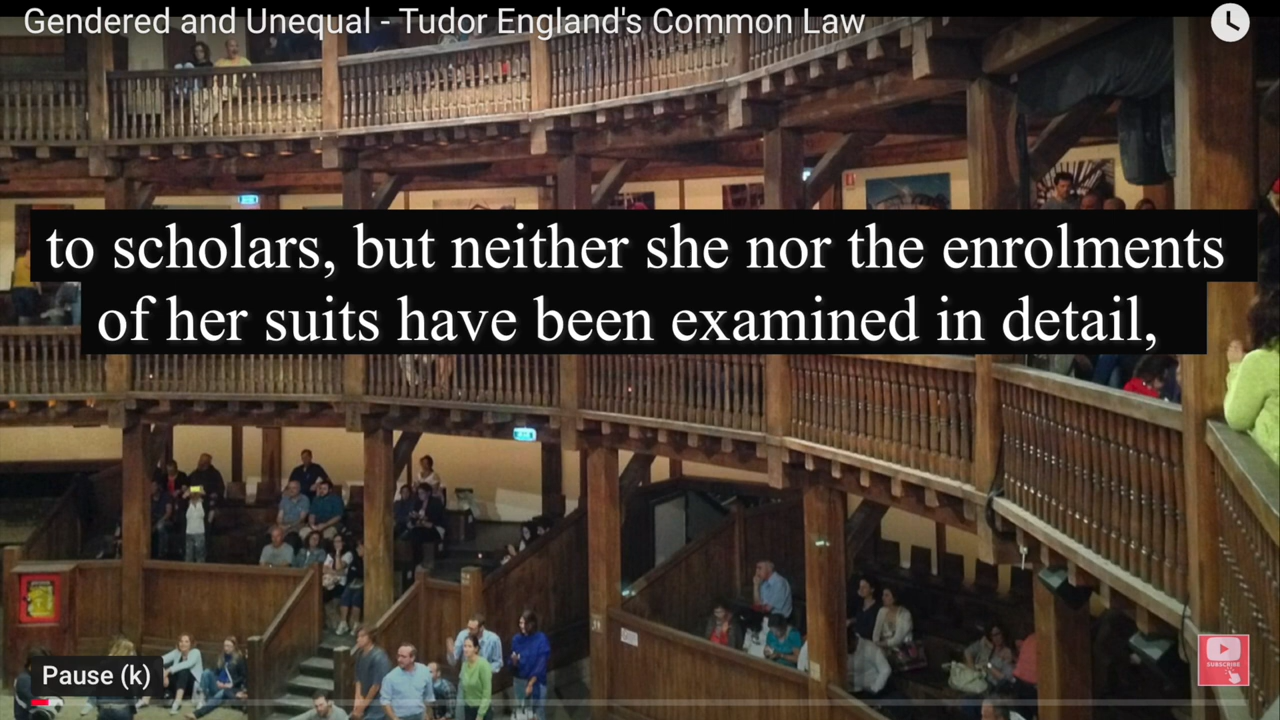 Gendered and Unequal - Tudor England's Common Law
to scholars, but neither she nor the enrolments
of her suits have been examined in detail,
Pause (k)
SUBSCRIBE